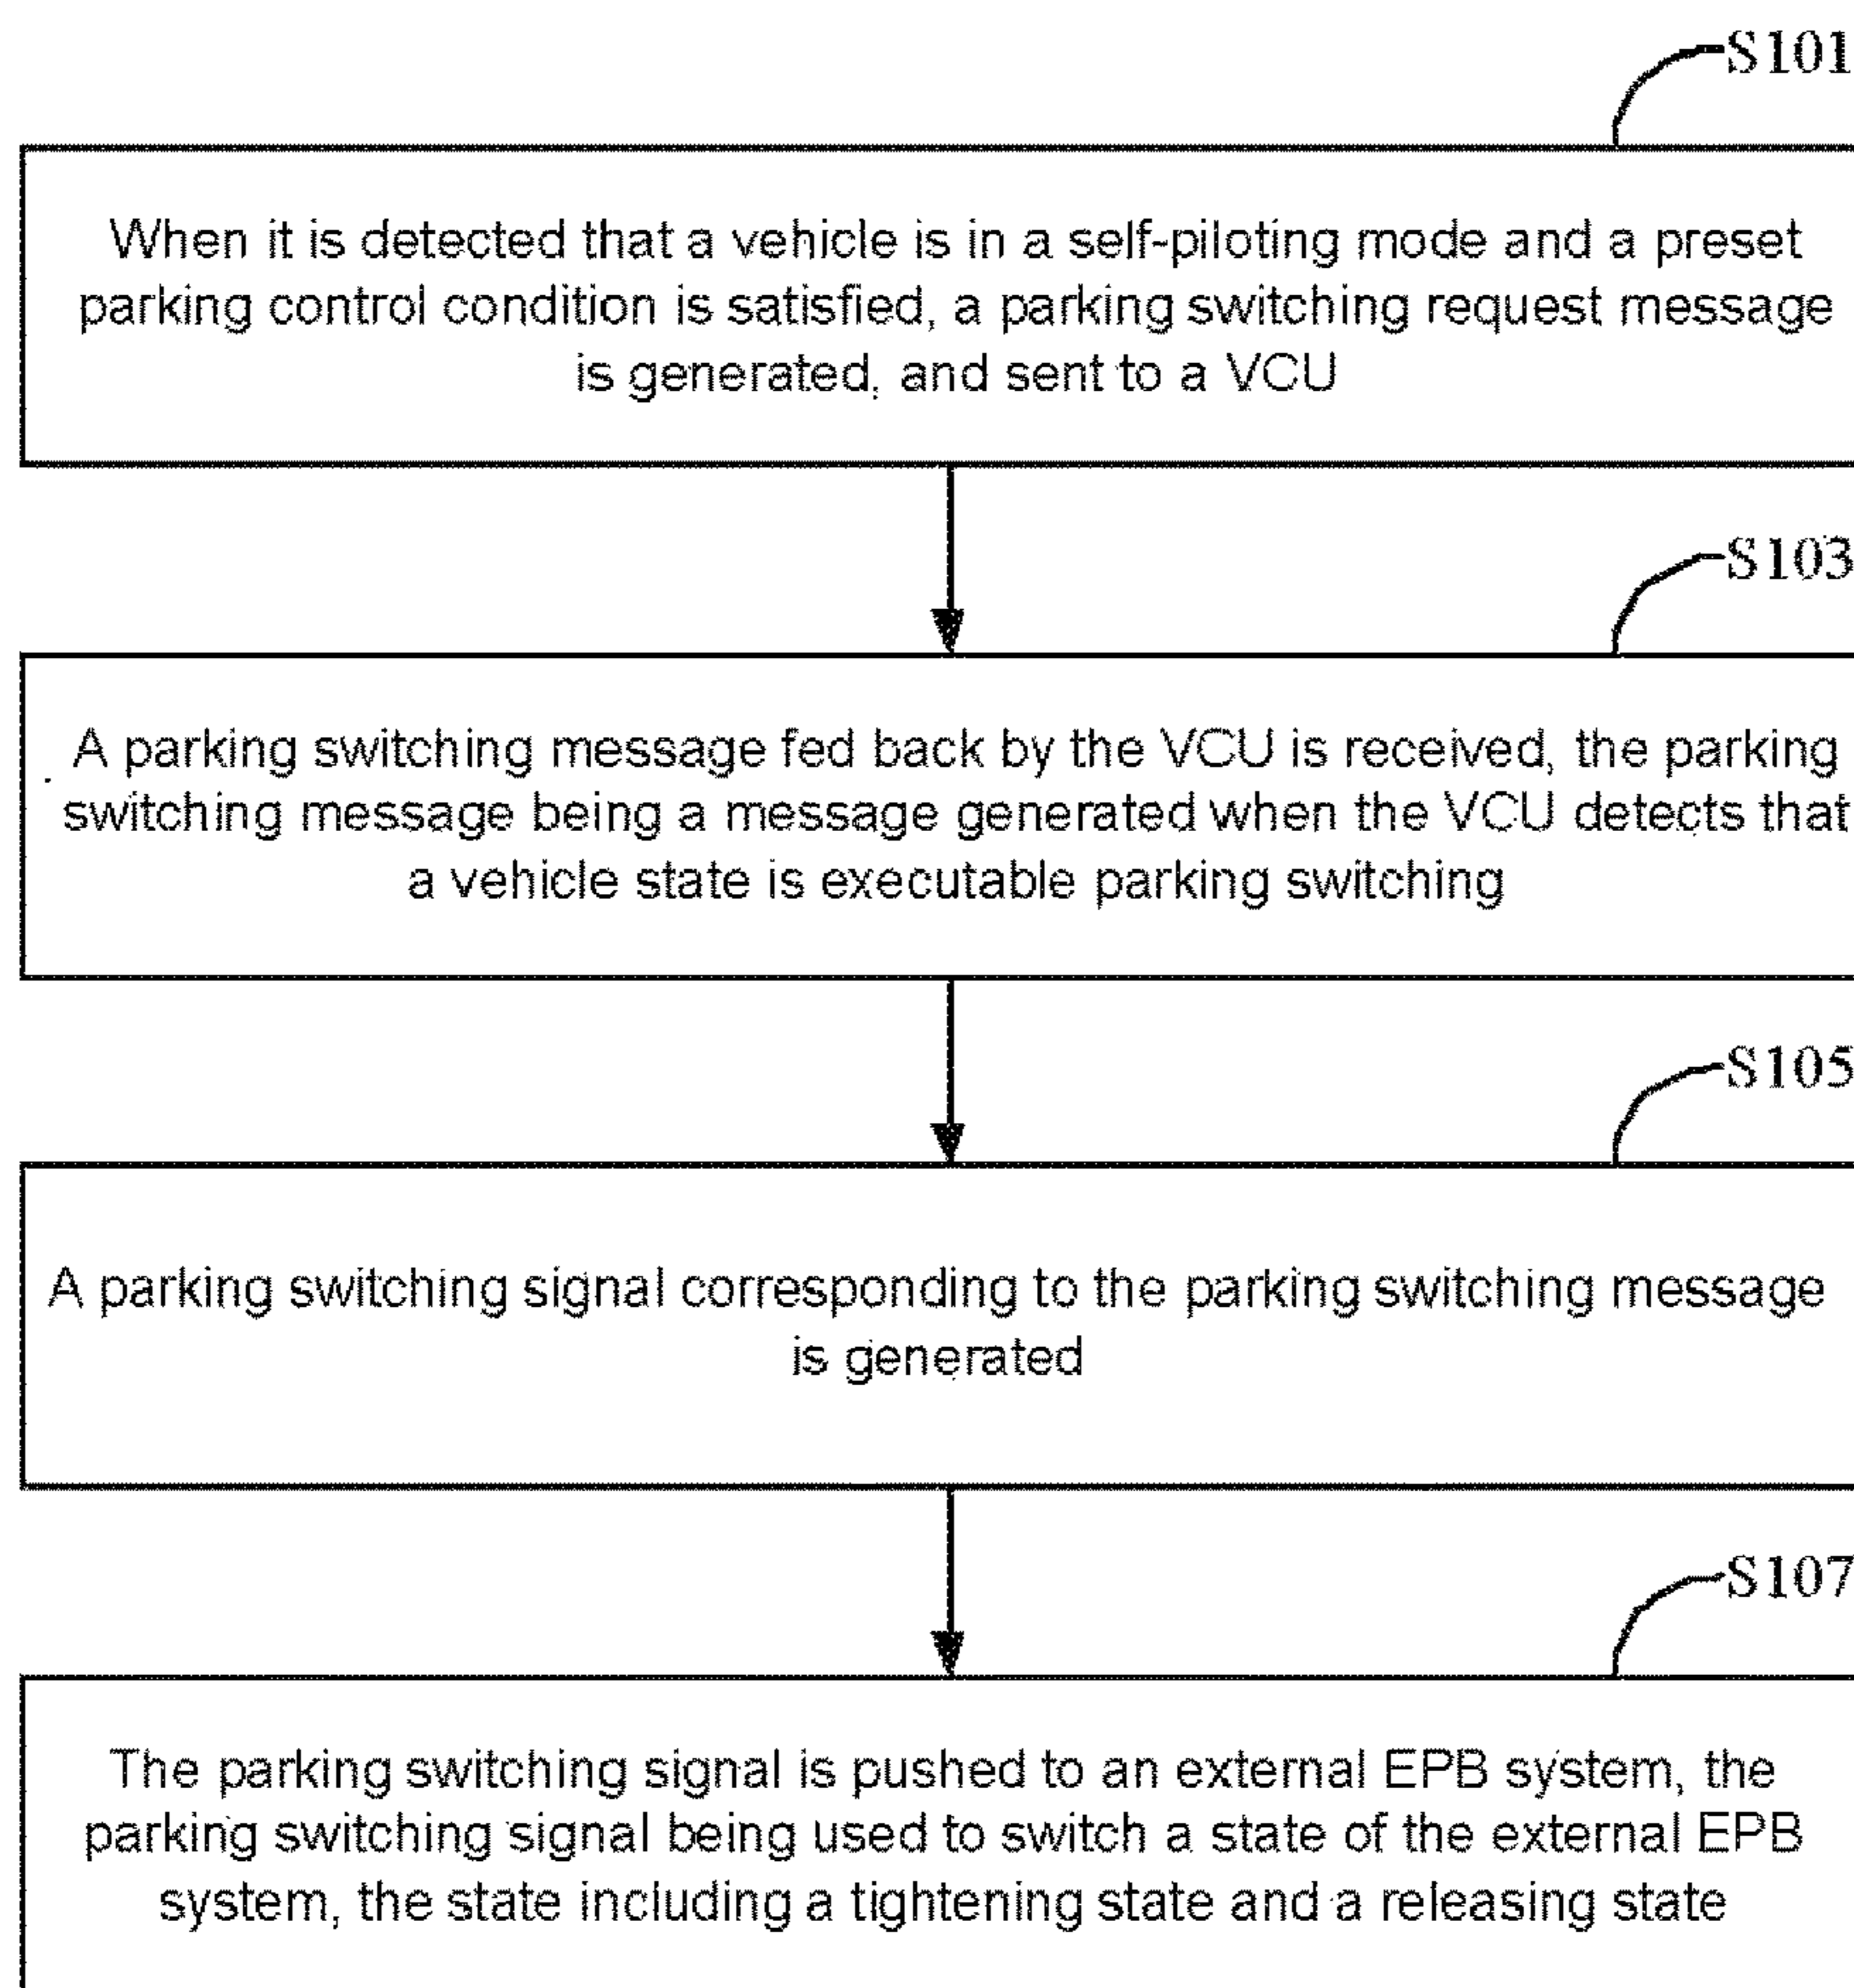 S101
When it is detected that a vehicle is in a self-piloting mode and a preset
parking control condition is satisfied, a parking switching request message
is generated, and sent to a VCU
S103
A parking switching message fed back by the VCU is received, the parking
switching message being a message generated when the VCU detects that
a vehicle state is executable parking switching
S105
A parking switching signal corresponding to the parking switching message
is generated
S107
The parking switching signal is pushed to an external EPB system, the
parking switching signal being used to switch a state of the external EPB
system, the state including a tightening state and a releasing state